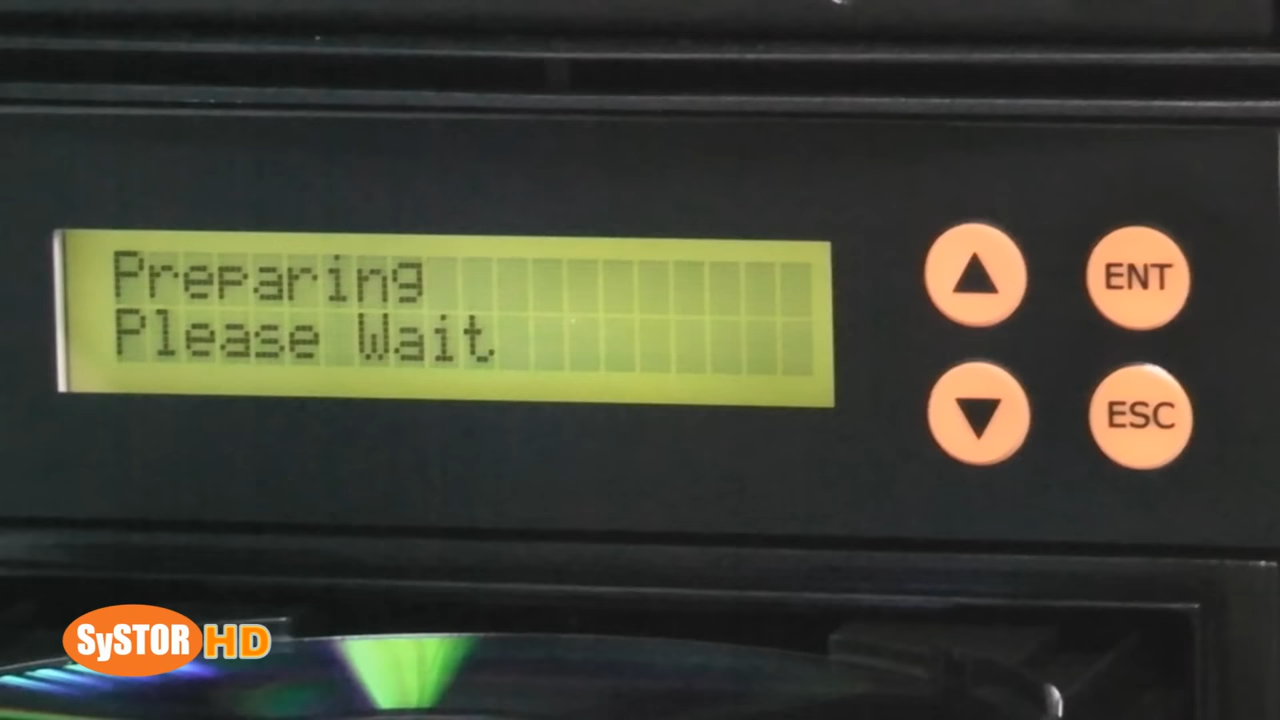 Preparing
Please Wait
▲
ENT
▼
ESC
SySTOR HD